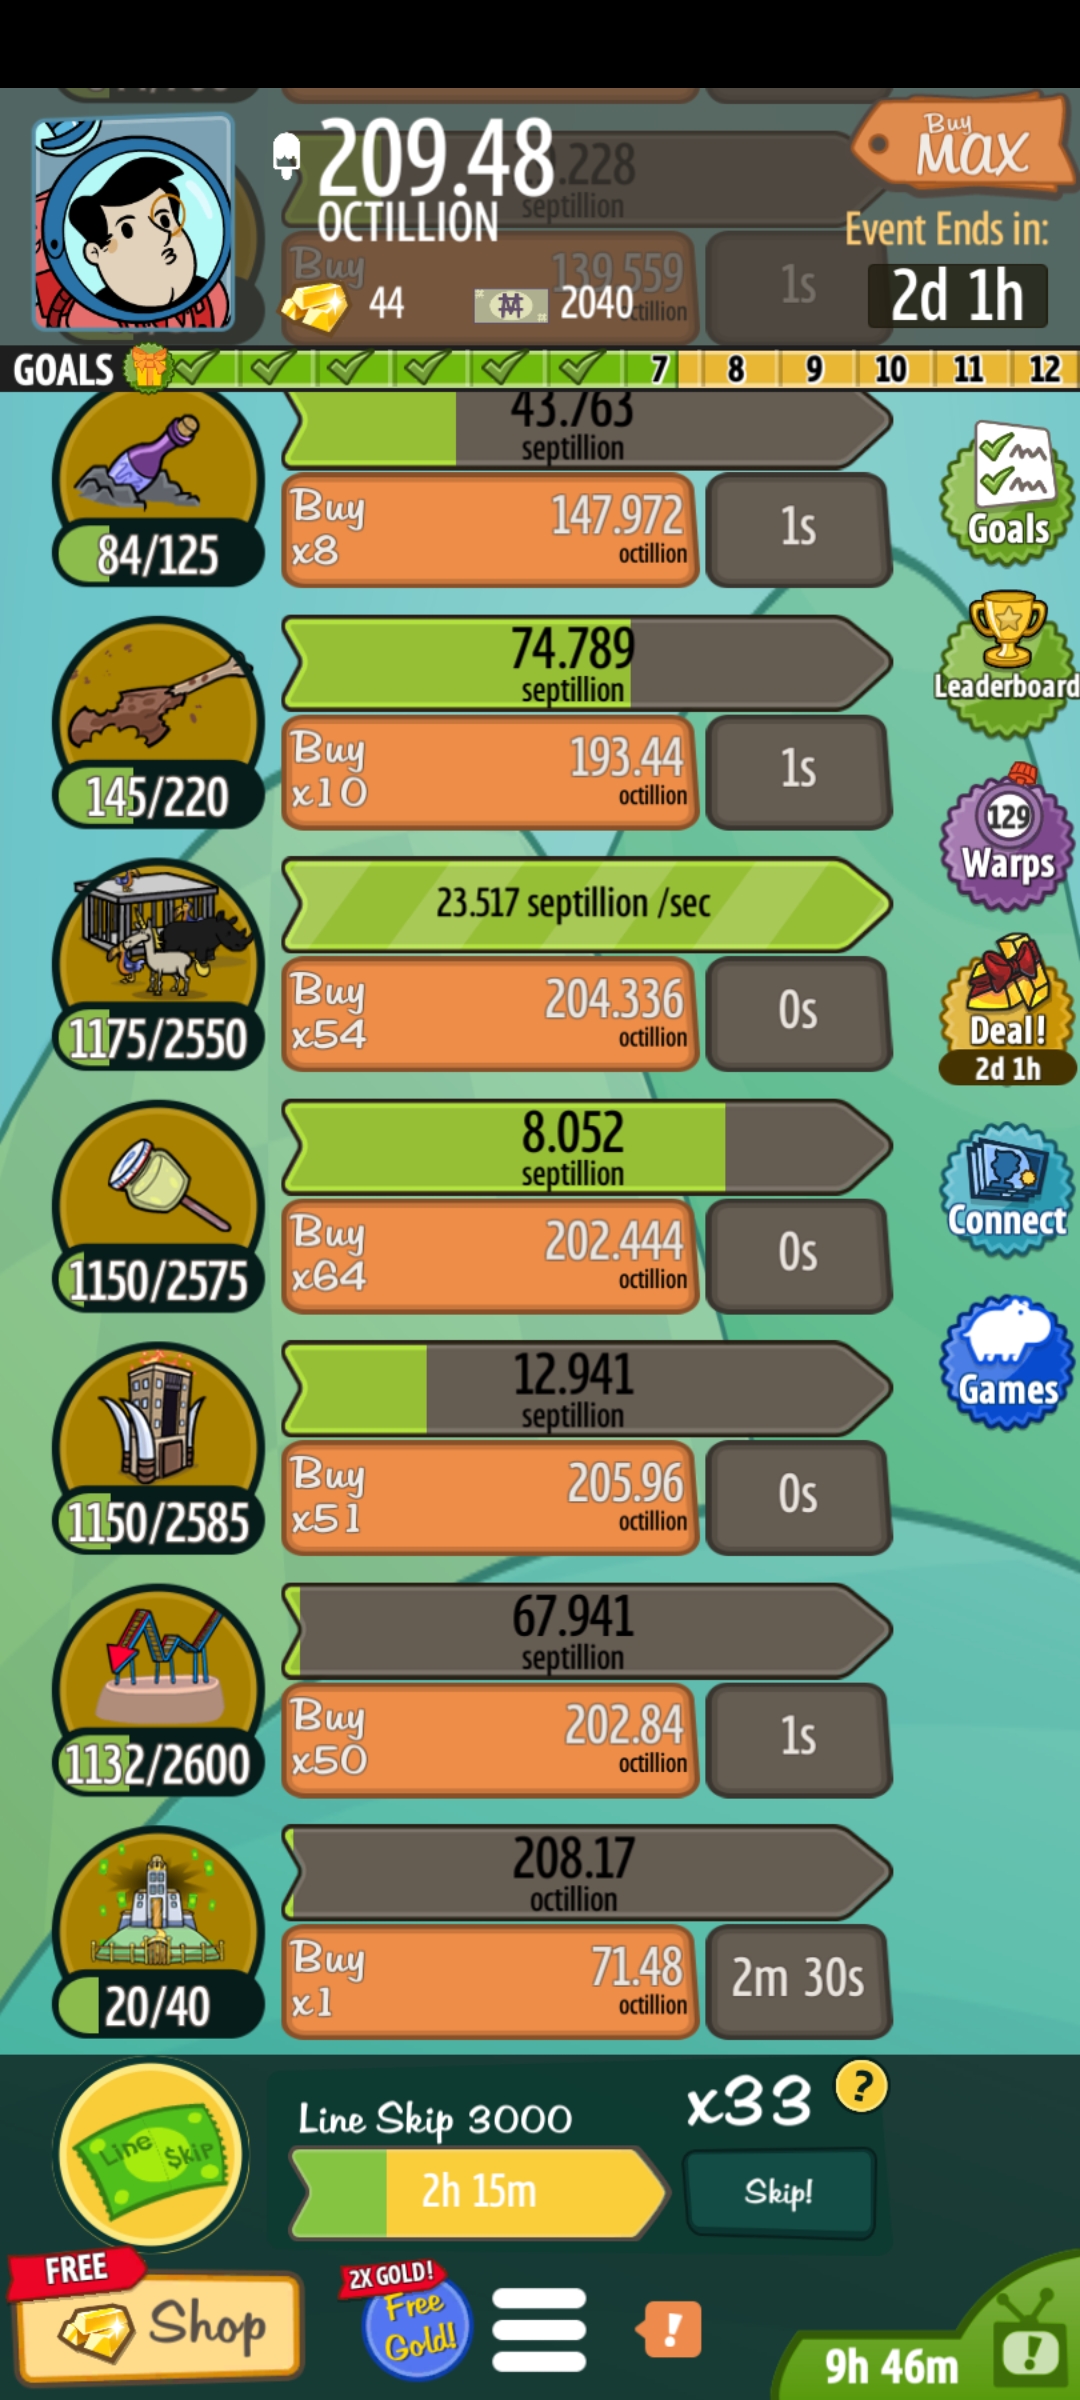 209.48
OCTILLION
Buy
MAX
septillion
Event Ends in:
Buy
139.559
1s
44
2040
2d 1h
GOALS
7
8
9
10
11
12
43.763
septillion
Buy
x8
147.972
octillion
1s
84/125
Goals
74.789
septillion
Buy
x10
193.44
octillion
1s
145/220
Leaderboard
129
Warps
23.517 septillion /sec
Buy
x54
204.336
octillion
0s
1175/2550
Deal!
2d 1h
8.052
septillion
Buy
x64
202.444
octillion
0s
1150/2575
Connect
12.941
septillion
Buy
x51
205.96
octillion
0s
1150/2585
Games
67.941
septillion
Buy
x50
202.84
octillion
1s
1132/2600
208.17
octillion
Buy
x1
71.48
octillion
2m 30s
20/40
Line Skip
Line Skip 3000
x33
?
2h 15m
Skip!
FREE
Shop
2X GOLD!
Free
Gold!
!
9h 46m
!